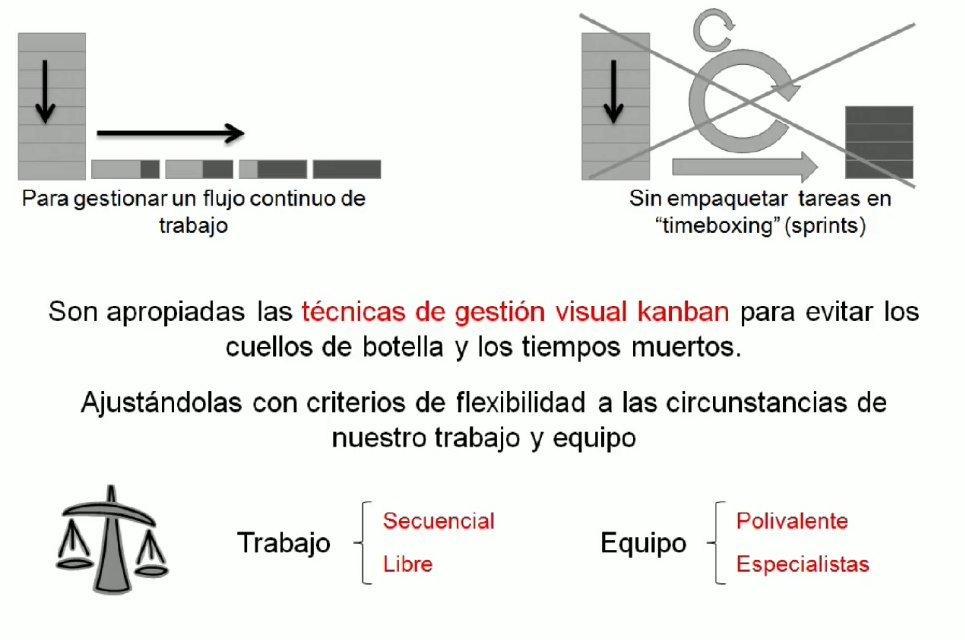 Para gestionar un flujo continuo de
trabajo
Sin empaquetar tareas en
“timeboxing” (sprints)
Son apropiadas las técnicas de gestión visual kanban para evitar los
cuellos de botella y los tiempos muertos.
Ajustándolas con criterios de flexibilidad a las circunstancias de
nuestro trabajo y equipo
Trabajo
Secuencial
Libre
Equipo
Polivalente
Especialistas